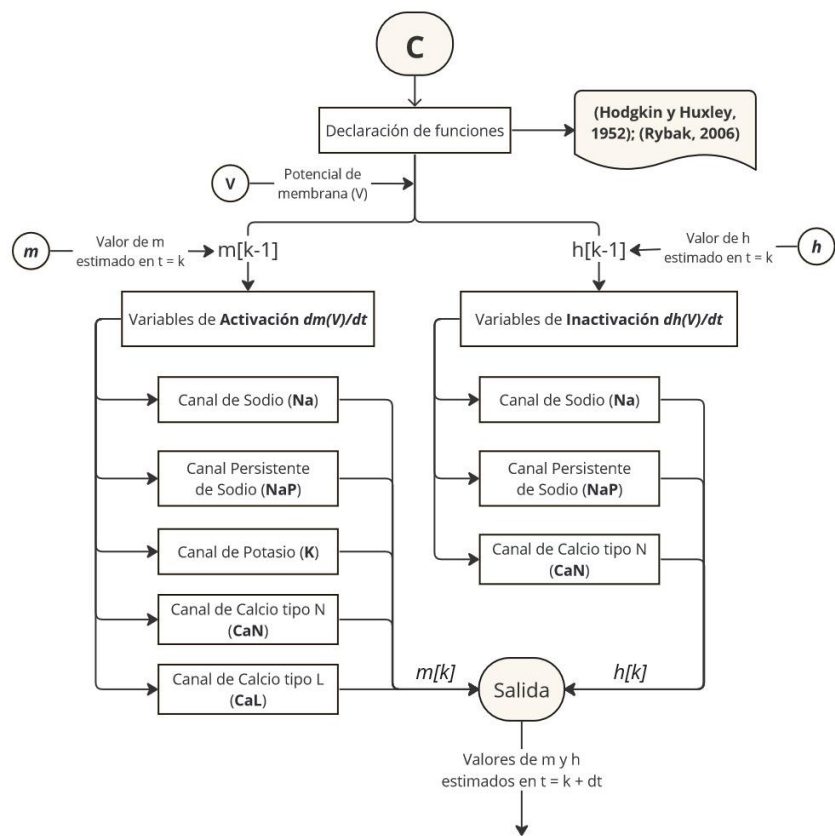 C
Declaración de funciones
(Hodgkin y Huxley,
1952); (Rybak, 2006)
V
Potencial de
membrana (V)
m
Valor de m
estimado en t = k
m[k-1]
h[k-1]
Valor de h
estimado en t = k
h
Variables de Activación dm(V)/dt
Variables de Inactivación dh(V)/dt
Canal de Sodio (Na)
Canal de Sodio (Na)
Canal Persistente
de Sodio (NaP)
Canal Persistente
de Sodio (NaP)
Canal de Potasio (K)
Canal de Calcio tipo N
(CaN)
Canal de Calcio tipo N
(CaN)
Canal de Calcio tipo L
(CaL)
m[k]
Salida
h[k]
Valores de m y h
estimados en t = k + dt